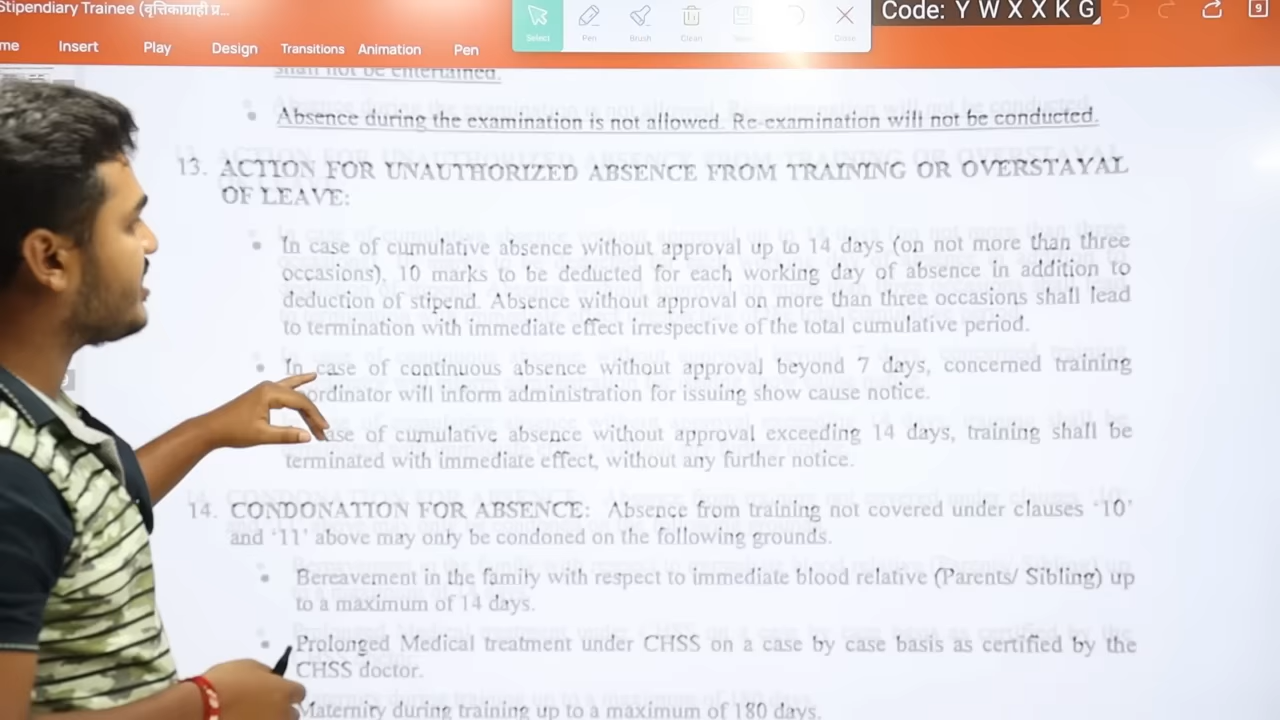 Stipendiary Trainee (वृत्तिकाग्राही प्र...
Code: Y W X X K G
9
me Insert Play Design Transitions Animation Pen
Select Pen Brush Clean
shall not be entertained.
• Absence during the examination is not allowed. Re-examination will not be conducted.
13. ACTION FOR UNAUTHORIZED ABSENCE FROM TRAINING OR OVERSTAYAL
OF LEAVE:
• In case of cumulative absence without approval up to 14 days (on not more than three
occasions), 10 marks to be deducted for each working day of absence in addition to
deduction of stipend. Absence without approval on more than three occasions shall lead
to termination with immediate effect irrespective of the total cumulative period.
• In case of continuous absence without approval beyond 7 days, concerned training
ordinator will inform administration for issuing show cause notice.
ase of cumulative absence without approval exceeding 14 days, training shall be
terminated with immediate effect, without any further notice.
14. CONDONATION FOR ABSENCE: Absence from training not covered under clauses '10'
and '11' above may only be condoned on the following grounds.
• Bereavement in the family with respect to immediate blood relative (Parents/ Sibling) up
to a maximum of 14 days.
• Prolonged Medical treatment under CHSS on a case by case basis as certified by the
CHSS doctor.
Maternity during training up to a maximum of 180 days.